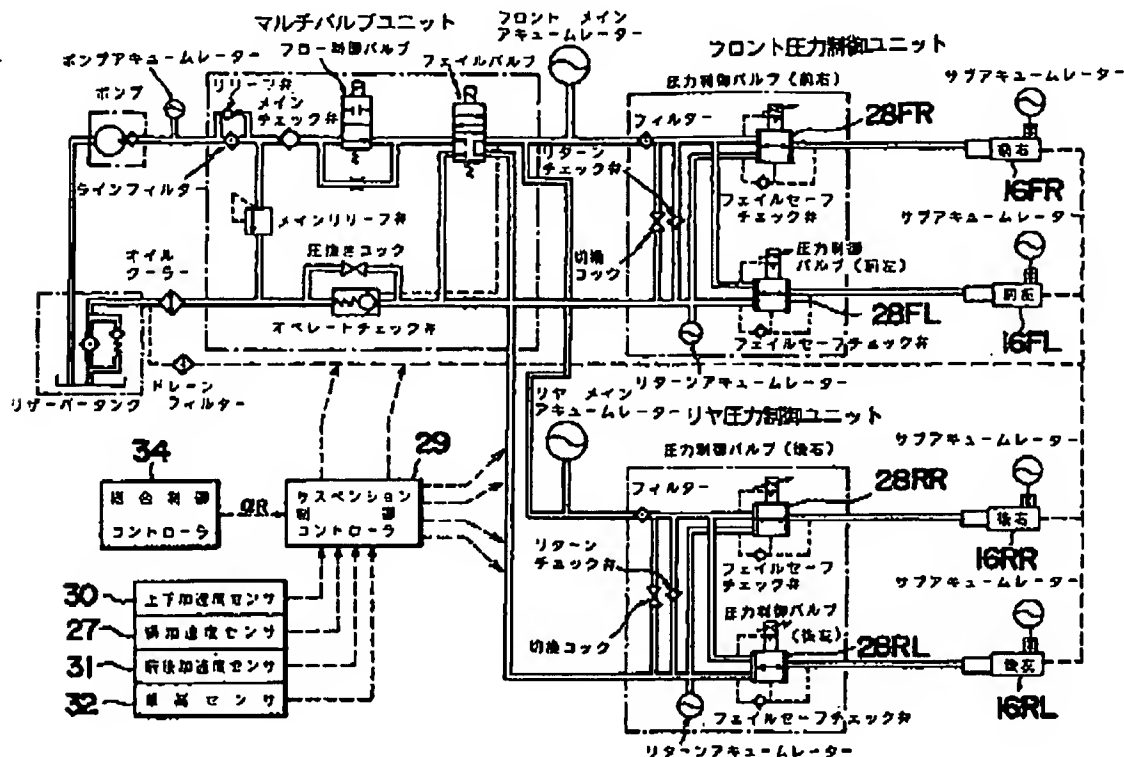 マルチバルブユニット
フロント メイン
アキュームレーター
フロー制御バルブ
フェイルバルブ
ポンプアキュームレーター
ポンプ
リリーフ弁
メイン
チェック弁
ラインフィルター
メインリリーフ弁
圧抜きコック
オイル
クーラー
オペレートチェック弁
リザーバータンク
ドレーン
フィルター
フロント圧力制御ユニット
圧力制御バルブ(前右)
サブアキュームレーター
フィルター
28FR
前右
16FR
リターン
チェック弁
フェイルセーフ
チェック弁
サブアキュームレーター
切換
コック
圧力制御
バルブ(前左)
28FL
前左
16FL
フェイルセーフチェック弁
リターンアキュームレーター
リヤ メイン
アキュームレーター
リヤ圧力制御ユニット
圧力制御バルブ(後右)
サブアキュームレーター
フィルター
28RR
後右
16RR
リターン
チェック弁
フェイルセーフ
チェック弁
サブアキュームレーター
切換コック
圧力制御バルブ
(後左)
28RL
後左
16RL
フェイルセーフチェック弁
リターンアキュームレーター
34
総合制御
コントローラ
αR
29
サスペンション
制御
コントローラ
30
上下加速度センサ
27
横加速度センサ
31
前後加速度センサ
32
車高センサ